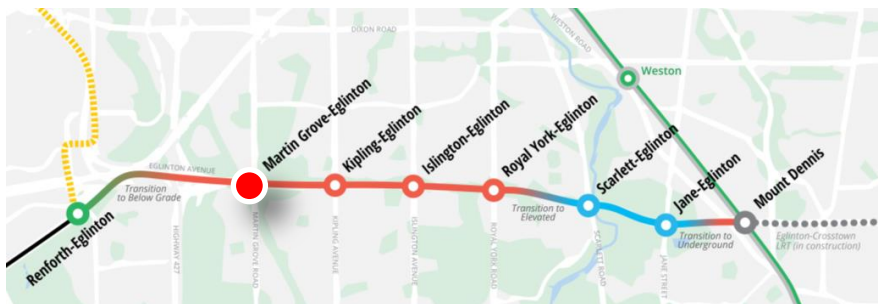 DIXON ROAD
WESTON ROAD
Weston
Martin Grove-Eglinton
Kipling-Eglinton
Islington-Eglinton
Royal York-Eglinton
Scarlett-Eglinton
Jane-Eglinton
Mount Dennis
EGLINTON AVENUE
Transition
to Below Grade
Renforth-Eglinton
HIGHWAY 427
MARTIN GROVE ROAD
KIPLING AVENUE
ISLINGTON AVENUE
ROYAL YORK ROAD
Transition to
Elevated
SCARLETT ROAD
JANE STREET
Transition to
Underground
Eglinton-Crosstown
LRT (in construction)